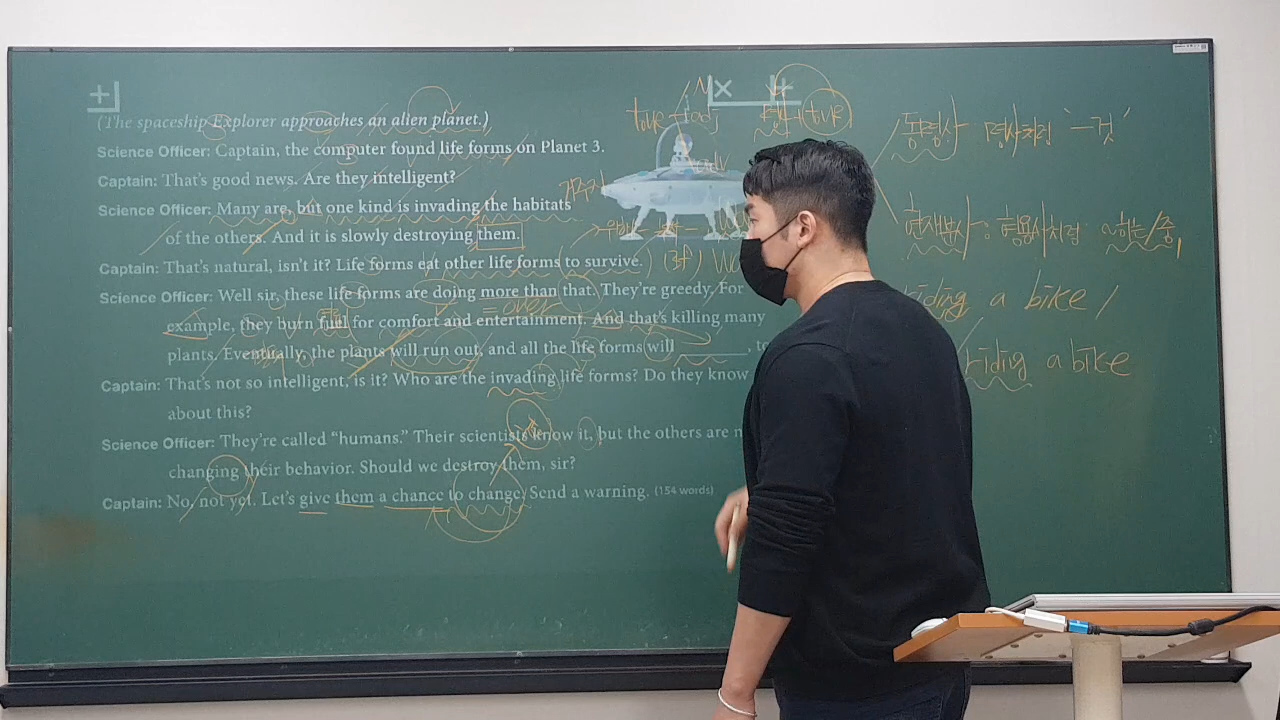 (The spaceship Explorer approaches an alien planet.)
Science Officer: Captain, the computer found life forms on Planet 3.
Captain: That's good news. Are they intelligent?
Science Officer: Many are, but one kind is invading the habitats
of the others. And it is slowly destroying them.
Captain: That's natural, isn't it? Life forms eat other life forms to survive.
Science Officer: Well sir, these life forms are doing more than that. They're greedy. For
example, they burn fuel for comfort and entertainment. And that's killing many
plants. Eventually, the plants will run out, and all the life forms will ________, to
Captain: That's not so intelligent, is it? Who are the invading life forms? Do they know
about this?
Science Officer: They're called "humans." Their scientists know it, but the others are n
changing their behavior. Should we destroy them, sir?
Captain: No, not yet. Let's give them a chance to change. Send a warning. (154 words)
= over
동명사 명사처럼 '~것'
현재분사: 형용사처럼 ~하는/중
riding a bike /
riding a bike